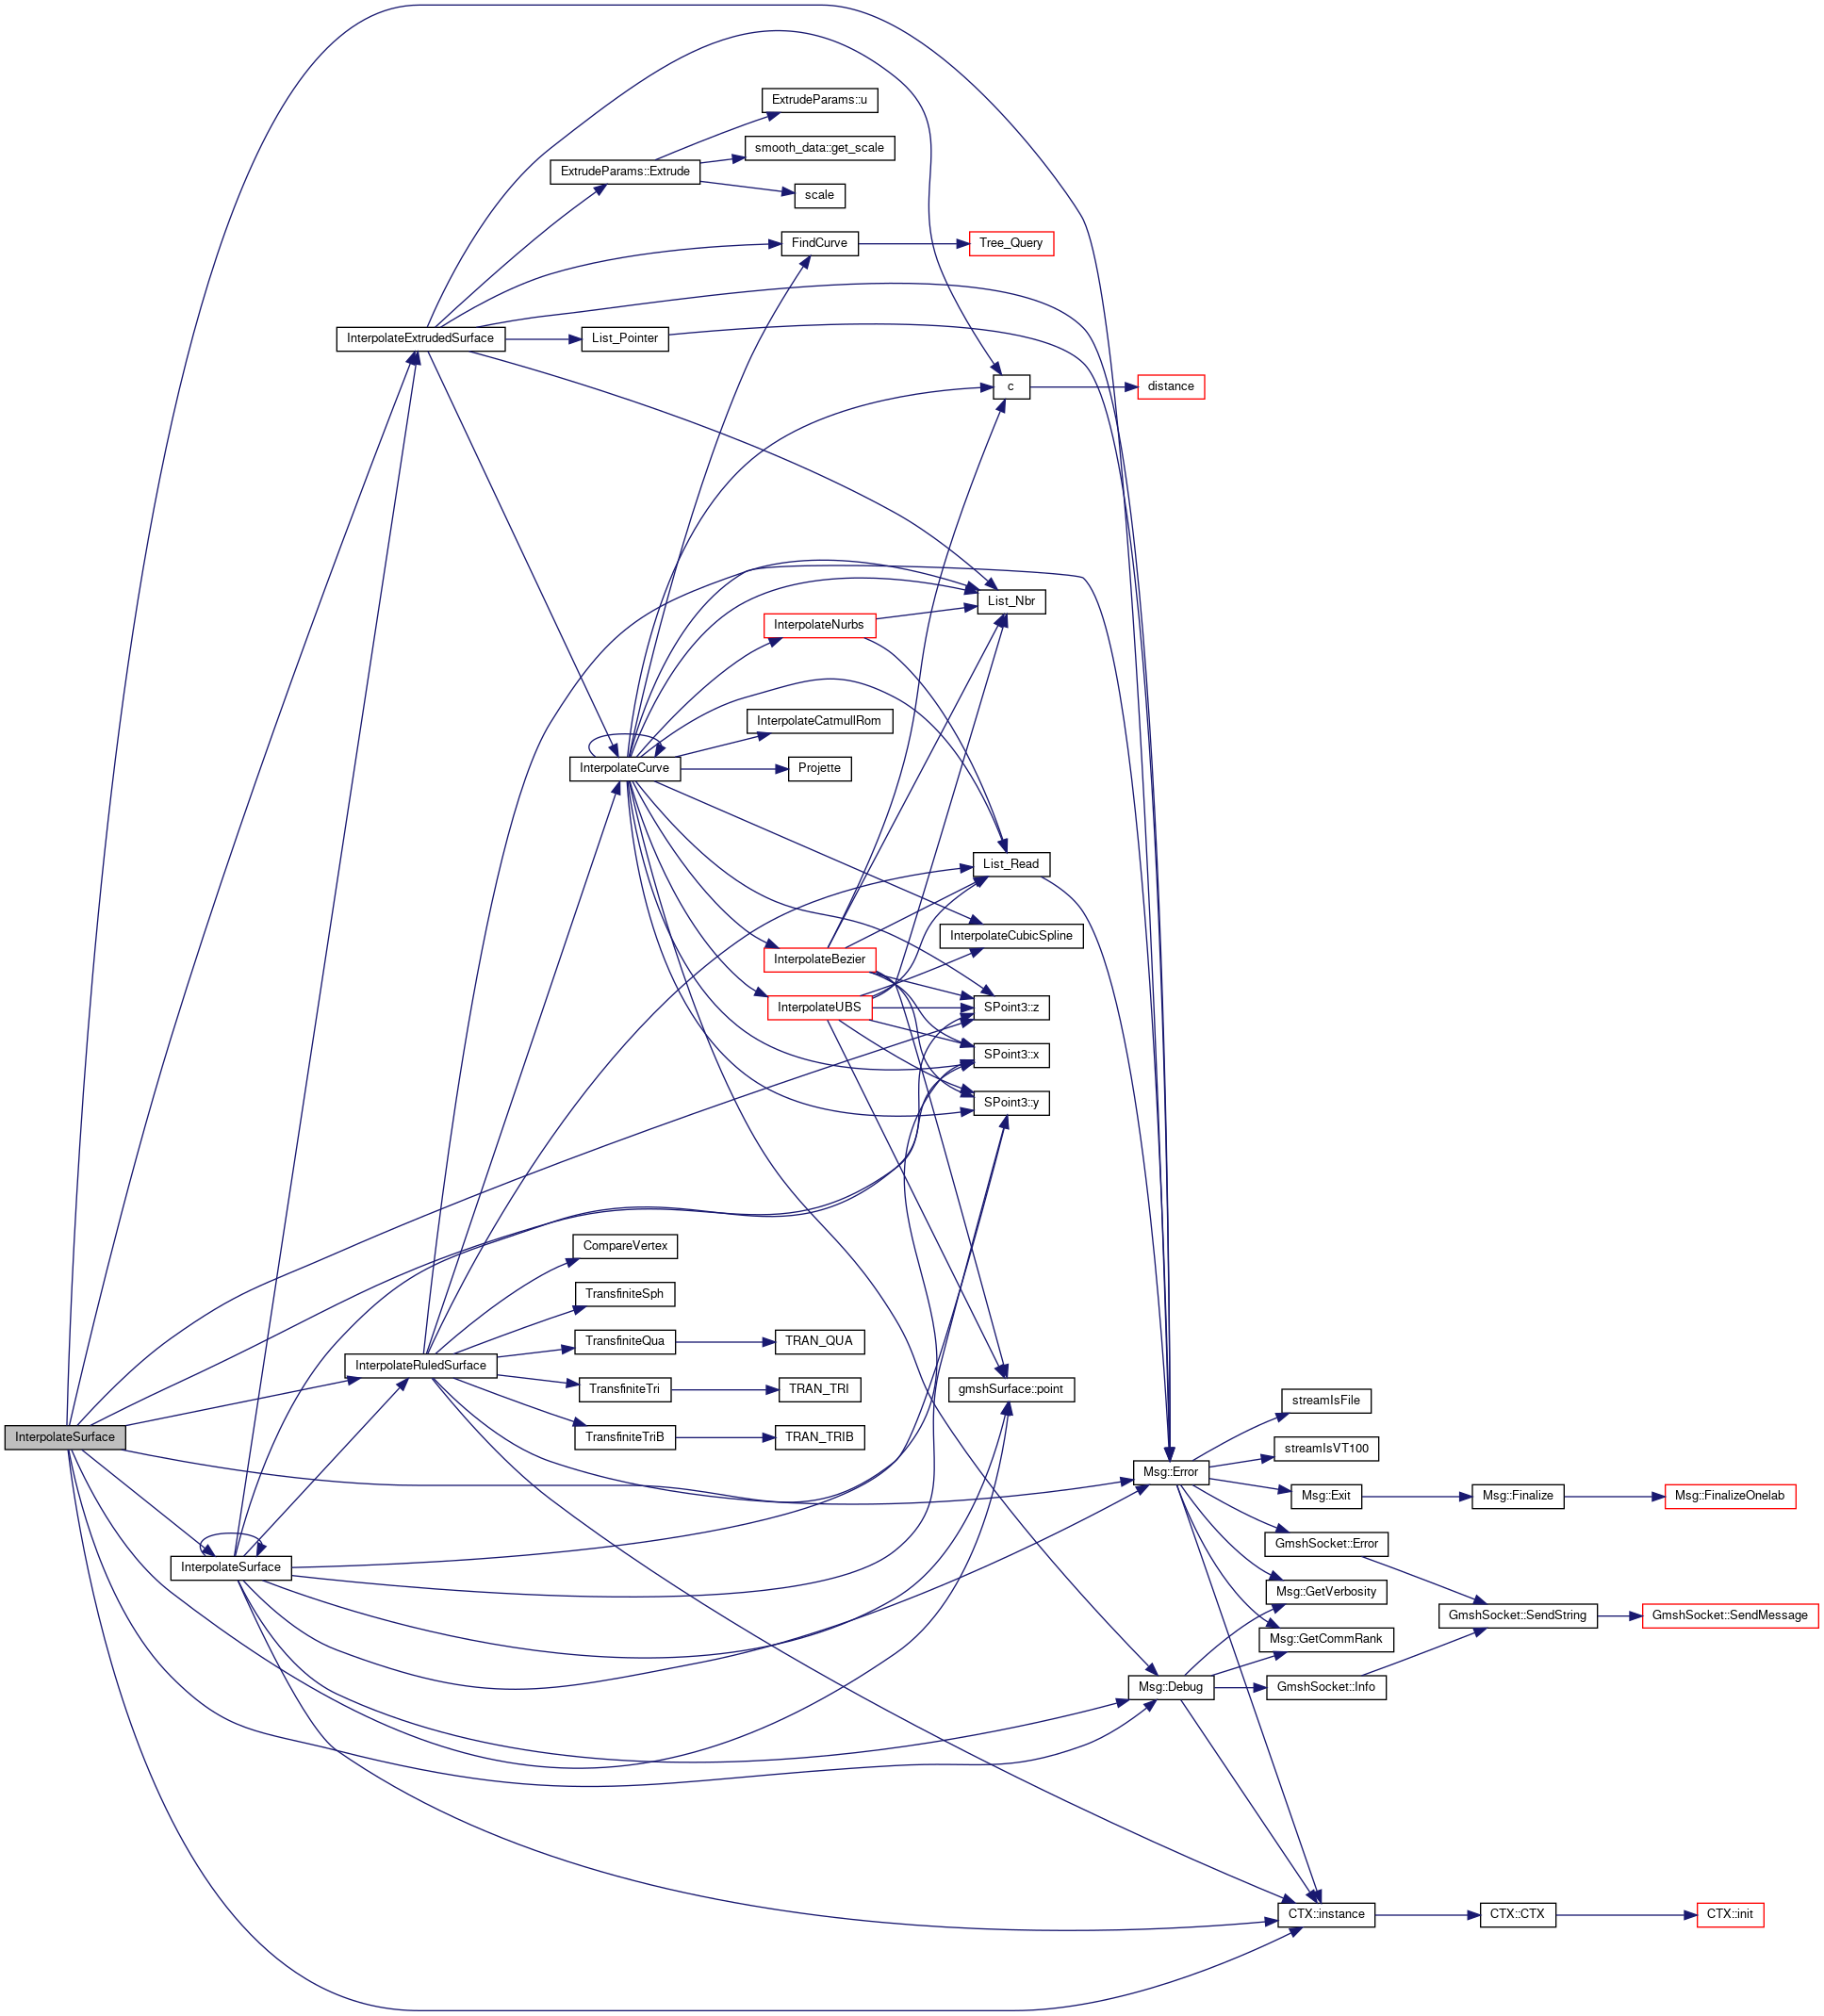 ExtrudeParams::u
smooth_data::get_scale
ExtrudeParams::Extrude
scale
FindCurve
Tree_Query
InterpolateExtrudedSurface
List_Pointer
c
distance
List_Nbr
InterpolateNurbs
InterpolateCatmullRom
InterpolateCurve
Projette
List_Read
InterpolateCubicSpline
InterpolateBezier
InterpolateUBS
SPoint3::z
SPoint3::x
SPoint3::y
CompareVertex
TransfiniteSph
TransfiniteQua
TRAN_QUA
InterpolateRuledSurface
TransfiniteTri
TRAN_TRI
gmshSurface::point
streamIsFile
InterpolateSurface
TransfiniteTriB
TRAN_TRIB
streamIsVT100
Msg::Error
Msg::Exit
Msg::Finalize
Msg::FinalizeOnelab
GmshSocket::Error
InterpolateSurface
Msg::GetVerbosity
GmshSocket::SendString
GmshSocket::SendMessage
Msg::GetCommRank
Msg::Debug
GmshSocket::Info
CTX::instance
CTX::CTX
CTX::init